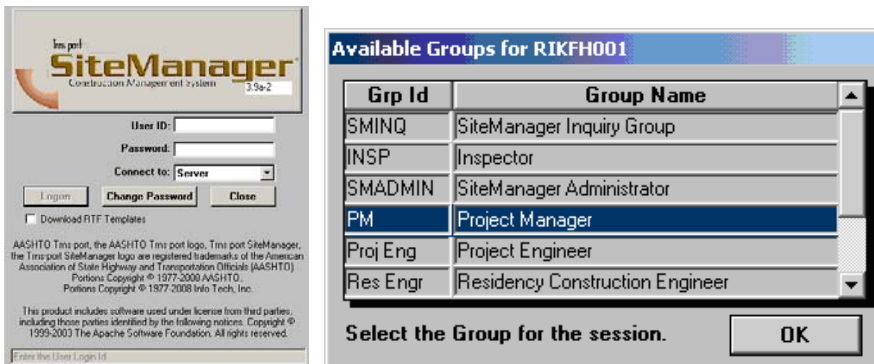 Trns port
SiteManager
Construction Management System
3.9a-2
User ID:
Password:
Connect to: Server
Logon Change Password Close
Download RTF Templates
AASHTO Trns port, the AASHTO Trns port logo, Trns port SiteManager,
the Trns port SiteManager logo are registered trademarks of the American
Association of State Highway and Transportation Officials (AASHTO)
Portions Copyright © 1977-2008 AASHTO.
Portions Copyright © 1977-2008 Info Tech, Inc.
This product includes software used under license from third parties,
including those parties identified by the following notices. Copyright ©
1999-2003 The Apache Software Foundation. All rights reserved.
Enter the User Login Id
Available Groups for RIKFH001
Grp Id Group Name
SMINQ SiteManager Inquiry Group
INSP Inspector
SMADMIN SiteManager Administrator
PM Project Manager
Proj Eng Project Engineer
Res Engr Residency Construction Engineer
Select the Group for the session. OK